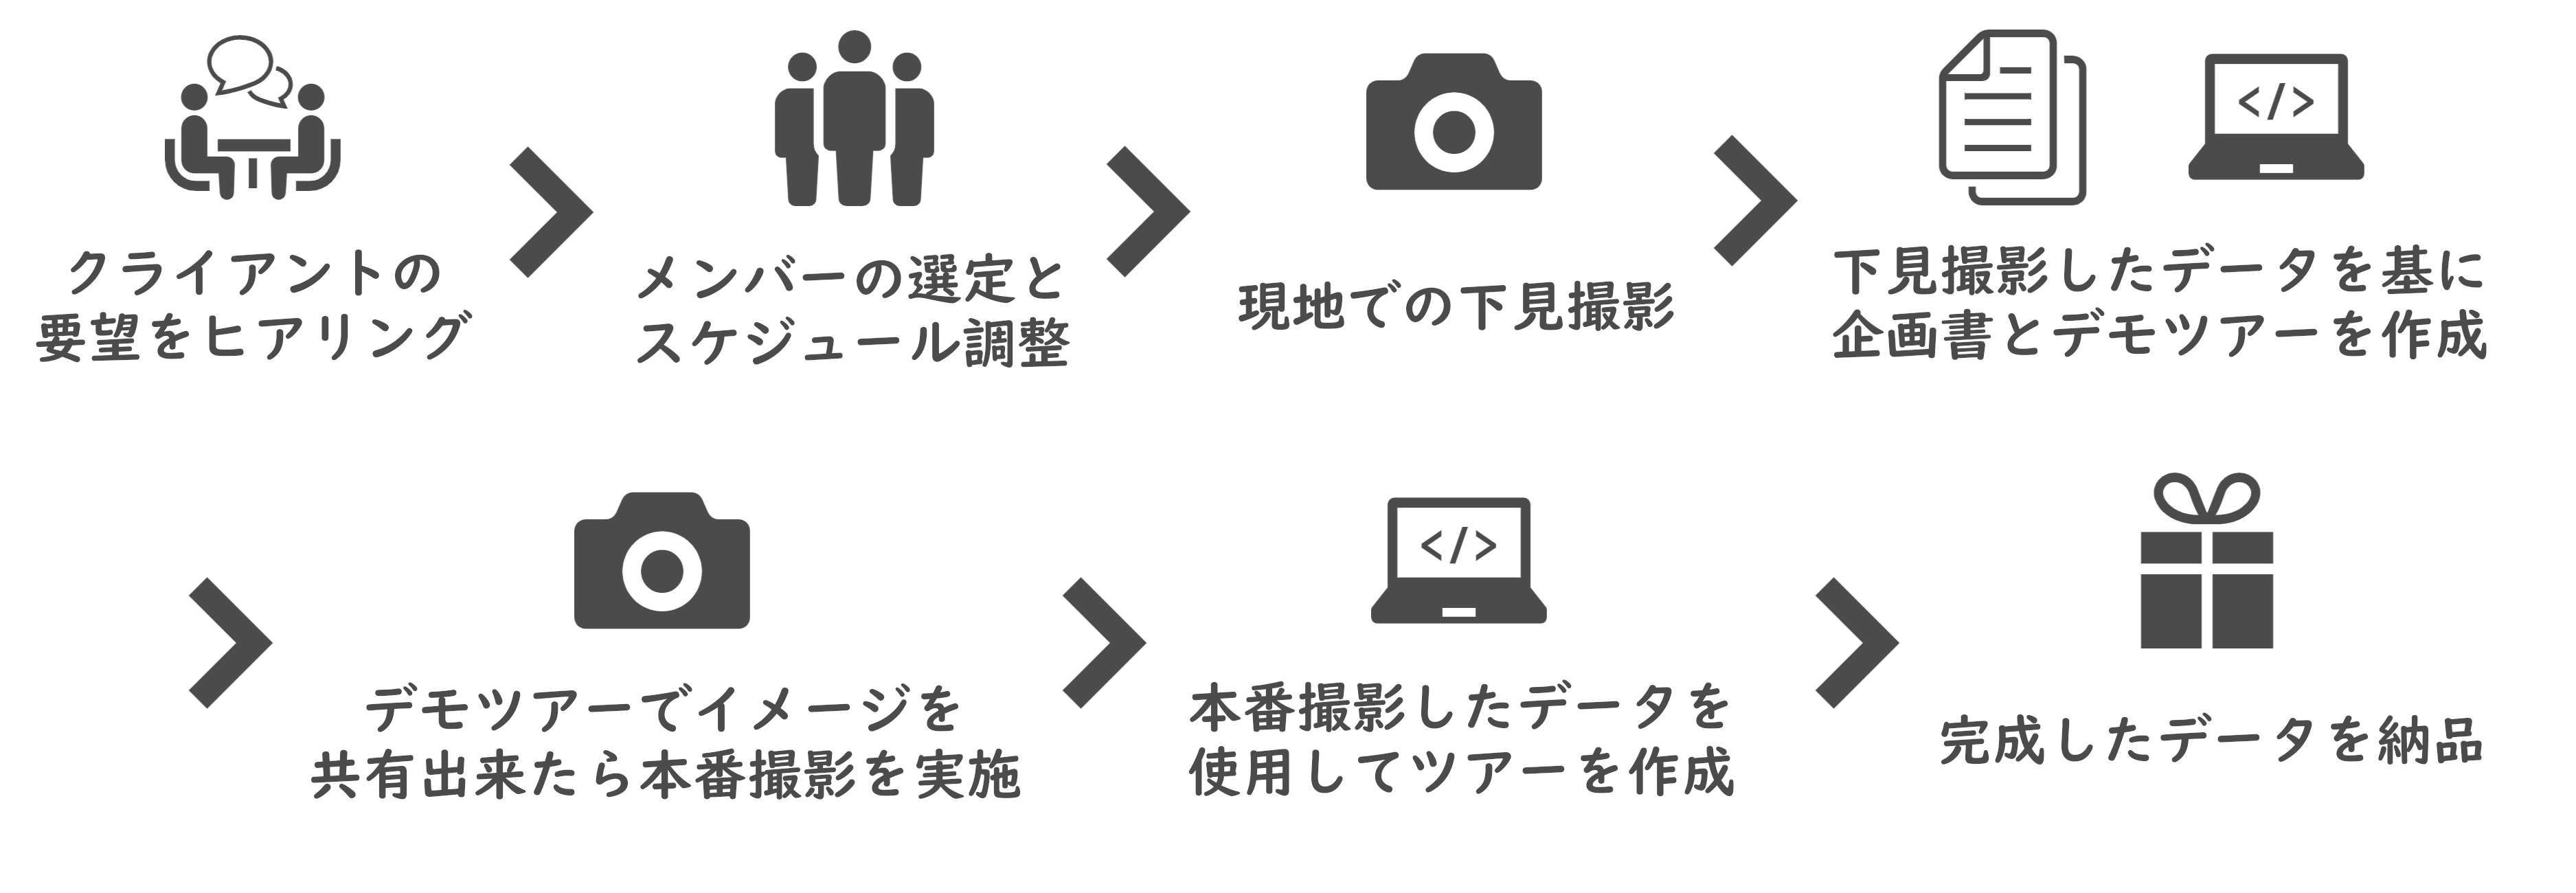 クライアントの
要望をヒアリング
メンバーの選定と
スケジュール調整
現地での下見撮影
</>
下見撮影したデータを基に
企画書とデモツアーを作成
デモツアーでイメージを
共有出来たら本番撮影を実施
</>
本番撮影したデータを
使用してツアーを作成
完成したデータを納品